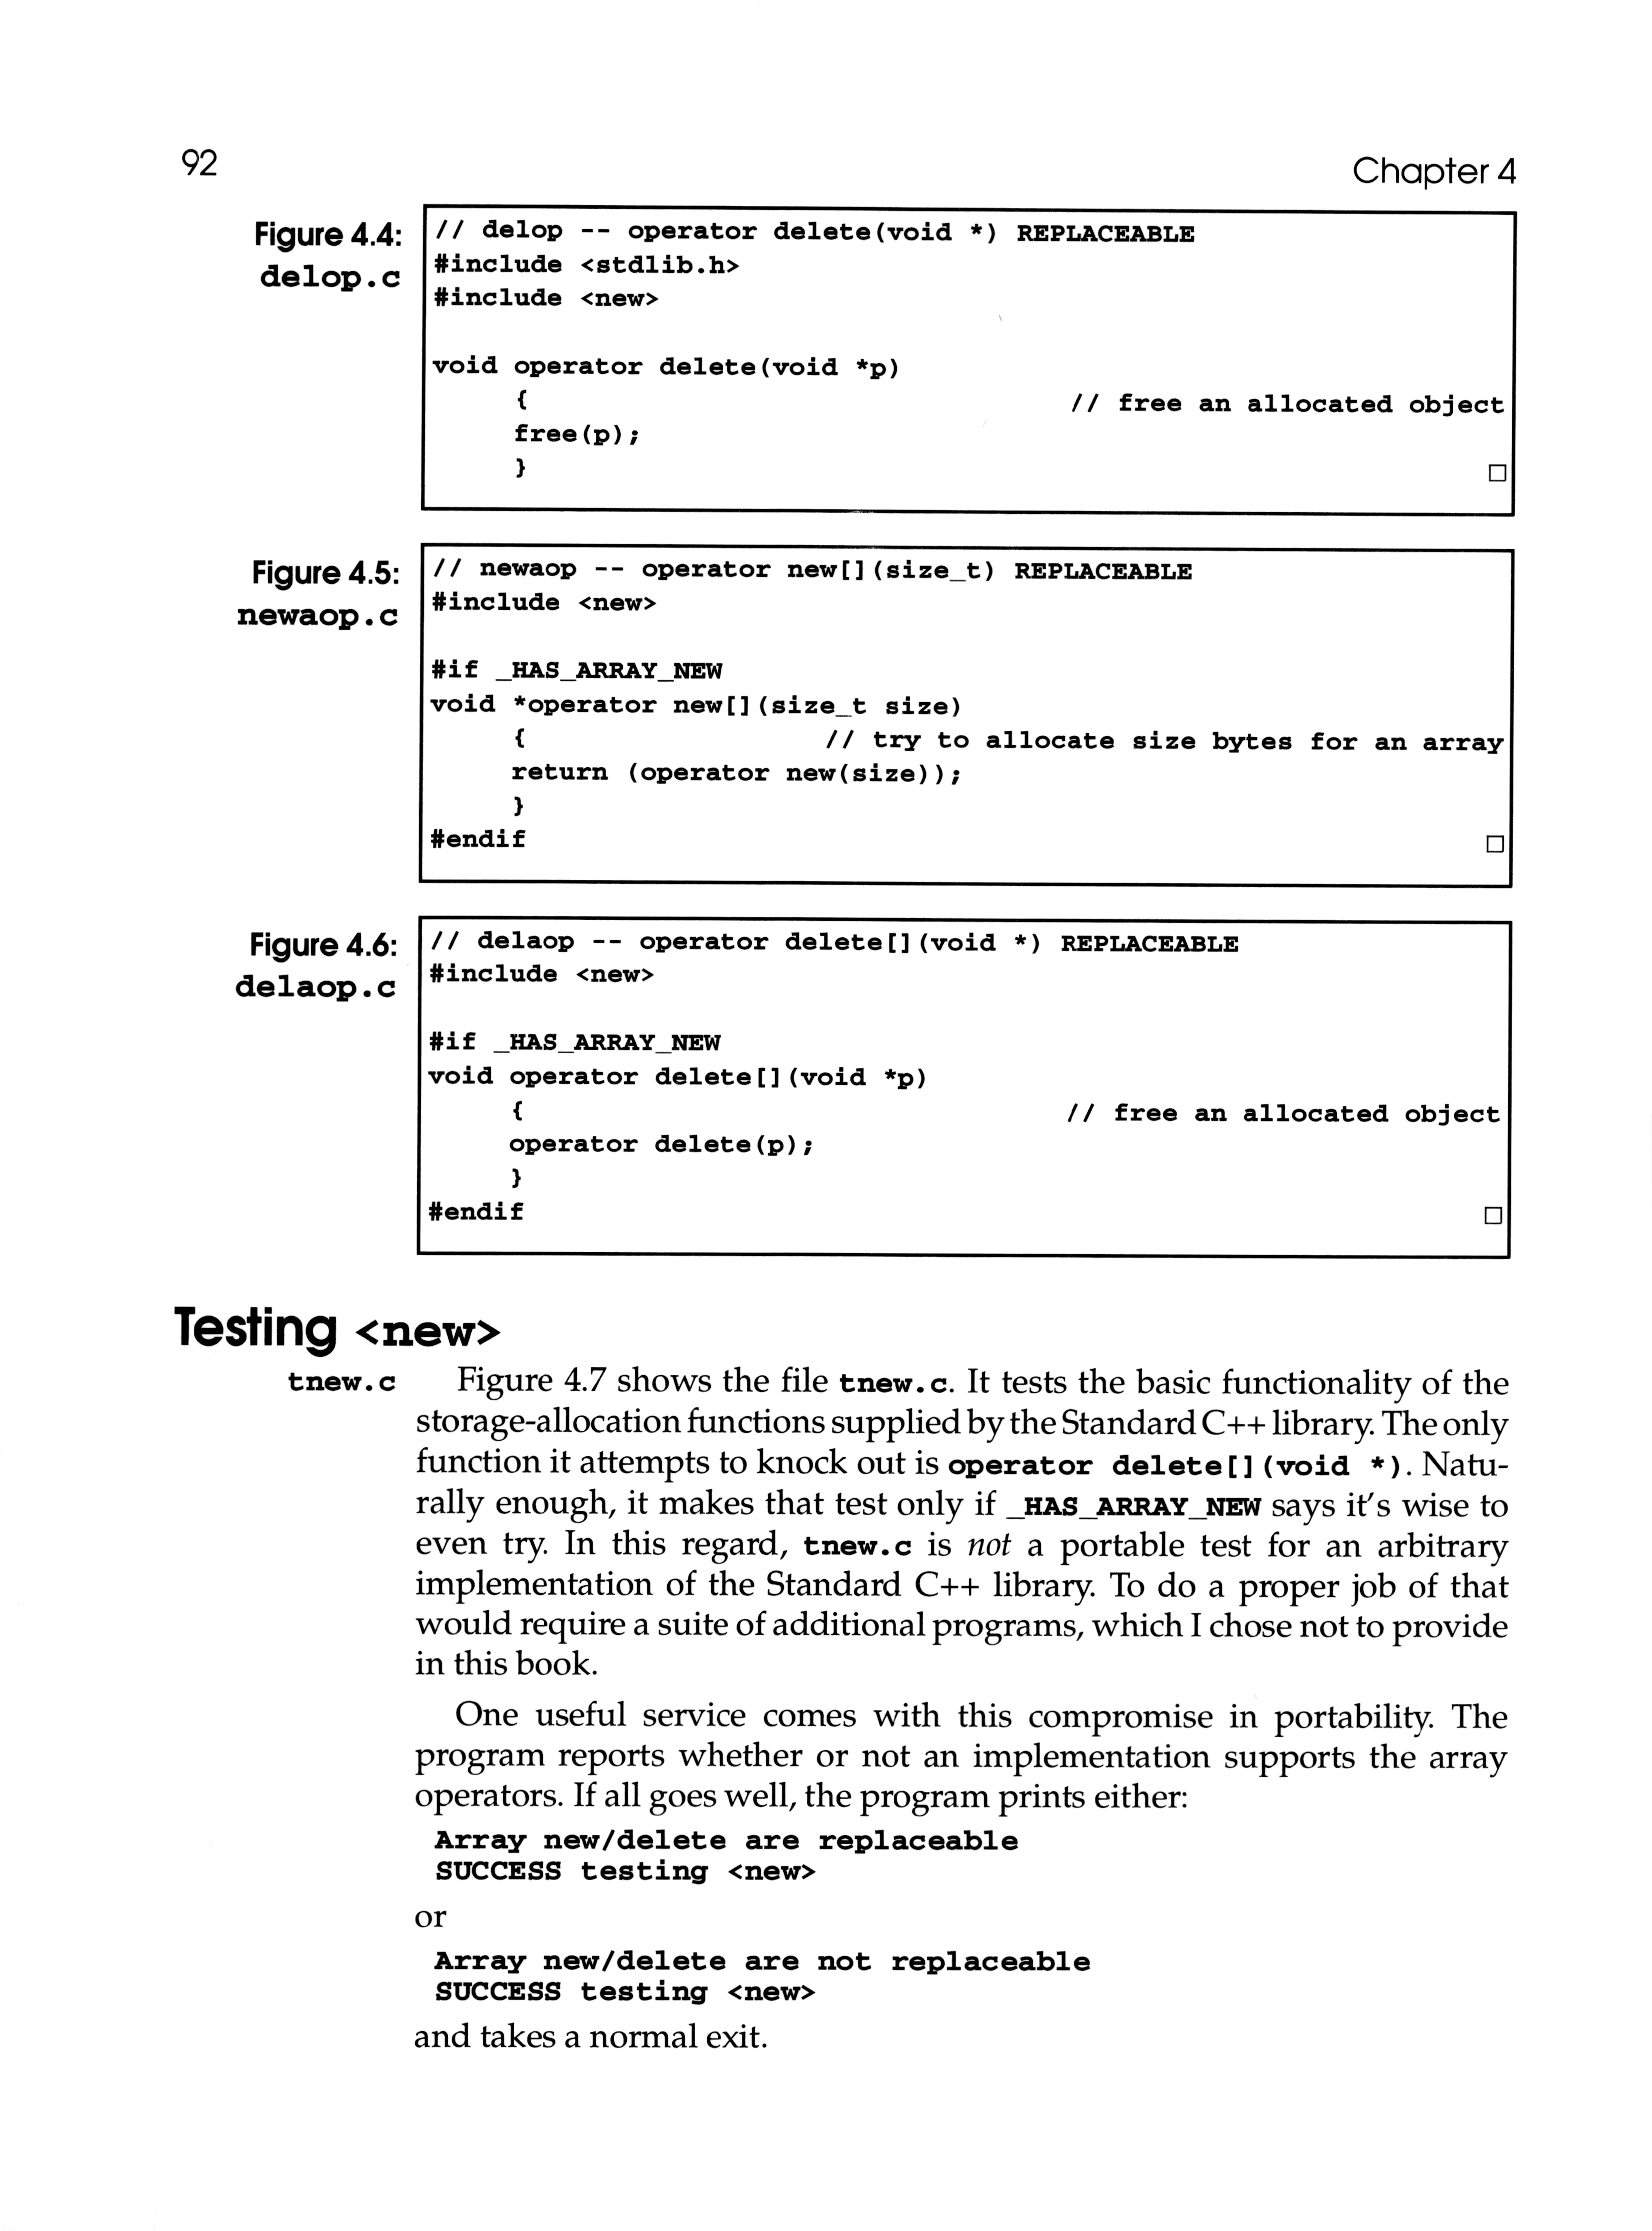 92
Chapter 4
Figure 4.4:
delop.c
// delop -- operator delete(void *) REPLACEABLE
#include <stdlib.h>
#include <new>
void operator delete(void *p)
{ // free an allocated object
free(p);
}
□
Figure 4.5:
newaop.c
// newaop -- operator new[](size_t) REPLACEABLE
#include <new>
#if _HAS_ARRAY_NEW
void *operator new[](size_t size)
{ // try to allocate size bytes for an array
return (operator new(size));
}
#endif □
Figure 4.6:
delaop.c
// delaop -- operator delete[](void *) REPLACEABLE
#include <new>
#if _HAS_ARRAY_NEW
void operator delete[](void *p)
{ // free an allocated object
operator delete(p);
}
#endif □
Testing <new>
tnew.c
Figure 4.7 shows the file tnew.c. It tests the basic functionality of the
storage-allocation functions supplied by the Standard C++ library. The only
function it attempts to knock out is operator delete[](void *). Natu-
rally enough, it makes that test only if _HAS_ARRAY_NEW says it's wise to
even try. In this regard, tnew.c is not a portable test for an arbitrary
implementation of the Standard C++ library. To do a proper job of that
would require a suite of additional programs, which I chose not to provide
in this book.
One useful service comes with this compromise in portability. The
program reports whether or not an implementation supports the array
operators. If all goes well, the program prints either:
Array new/delete are replaceable
SUCCESS testing <new>
or
Array new/delete are not replaceable
SUCCESS testing <new>
and takes a normal exit.